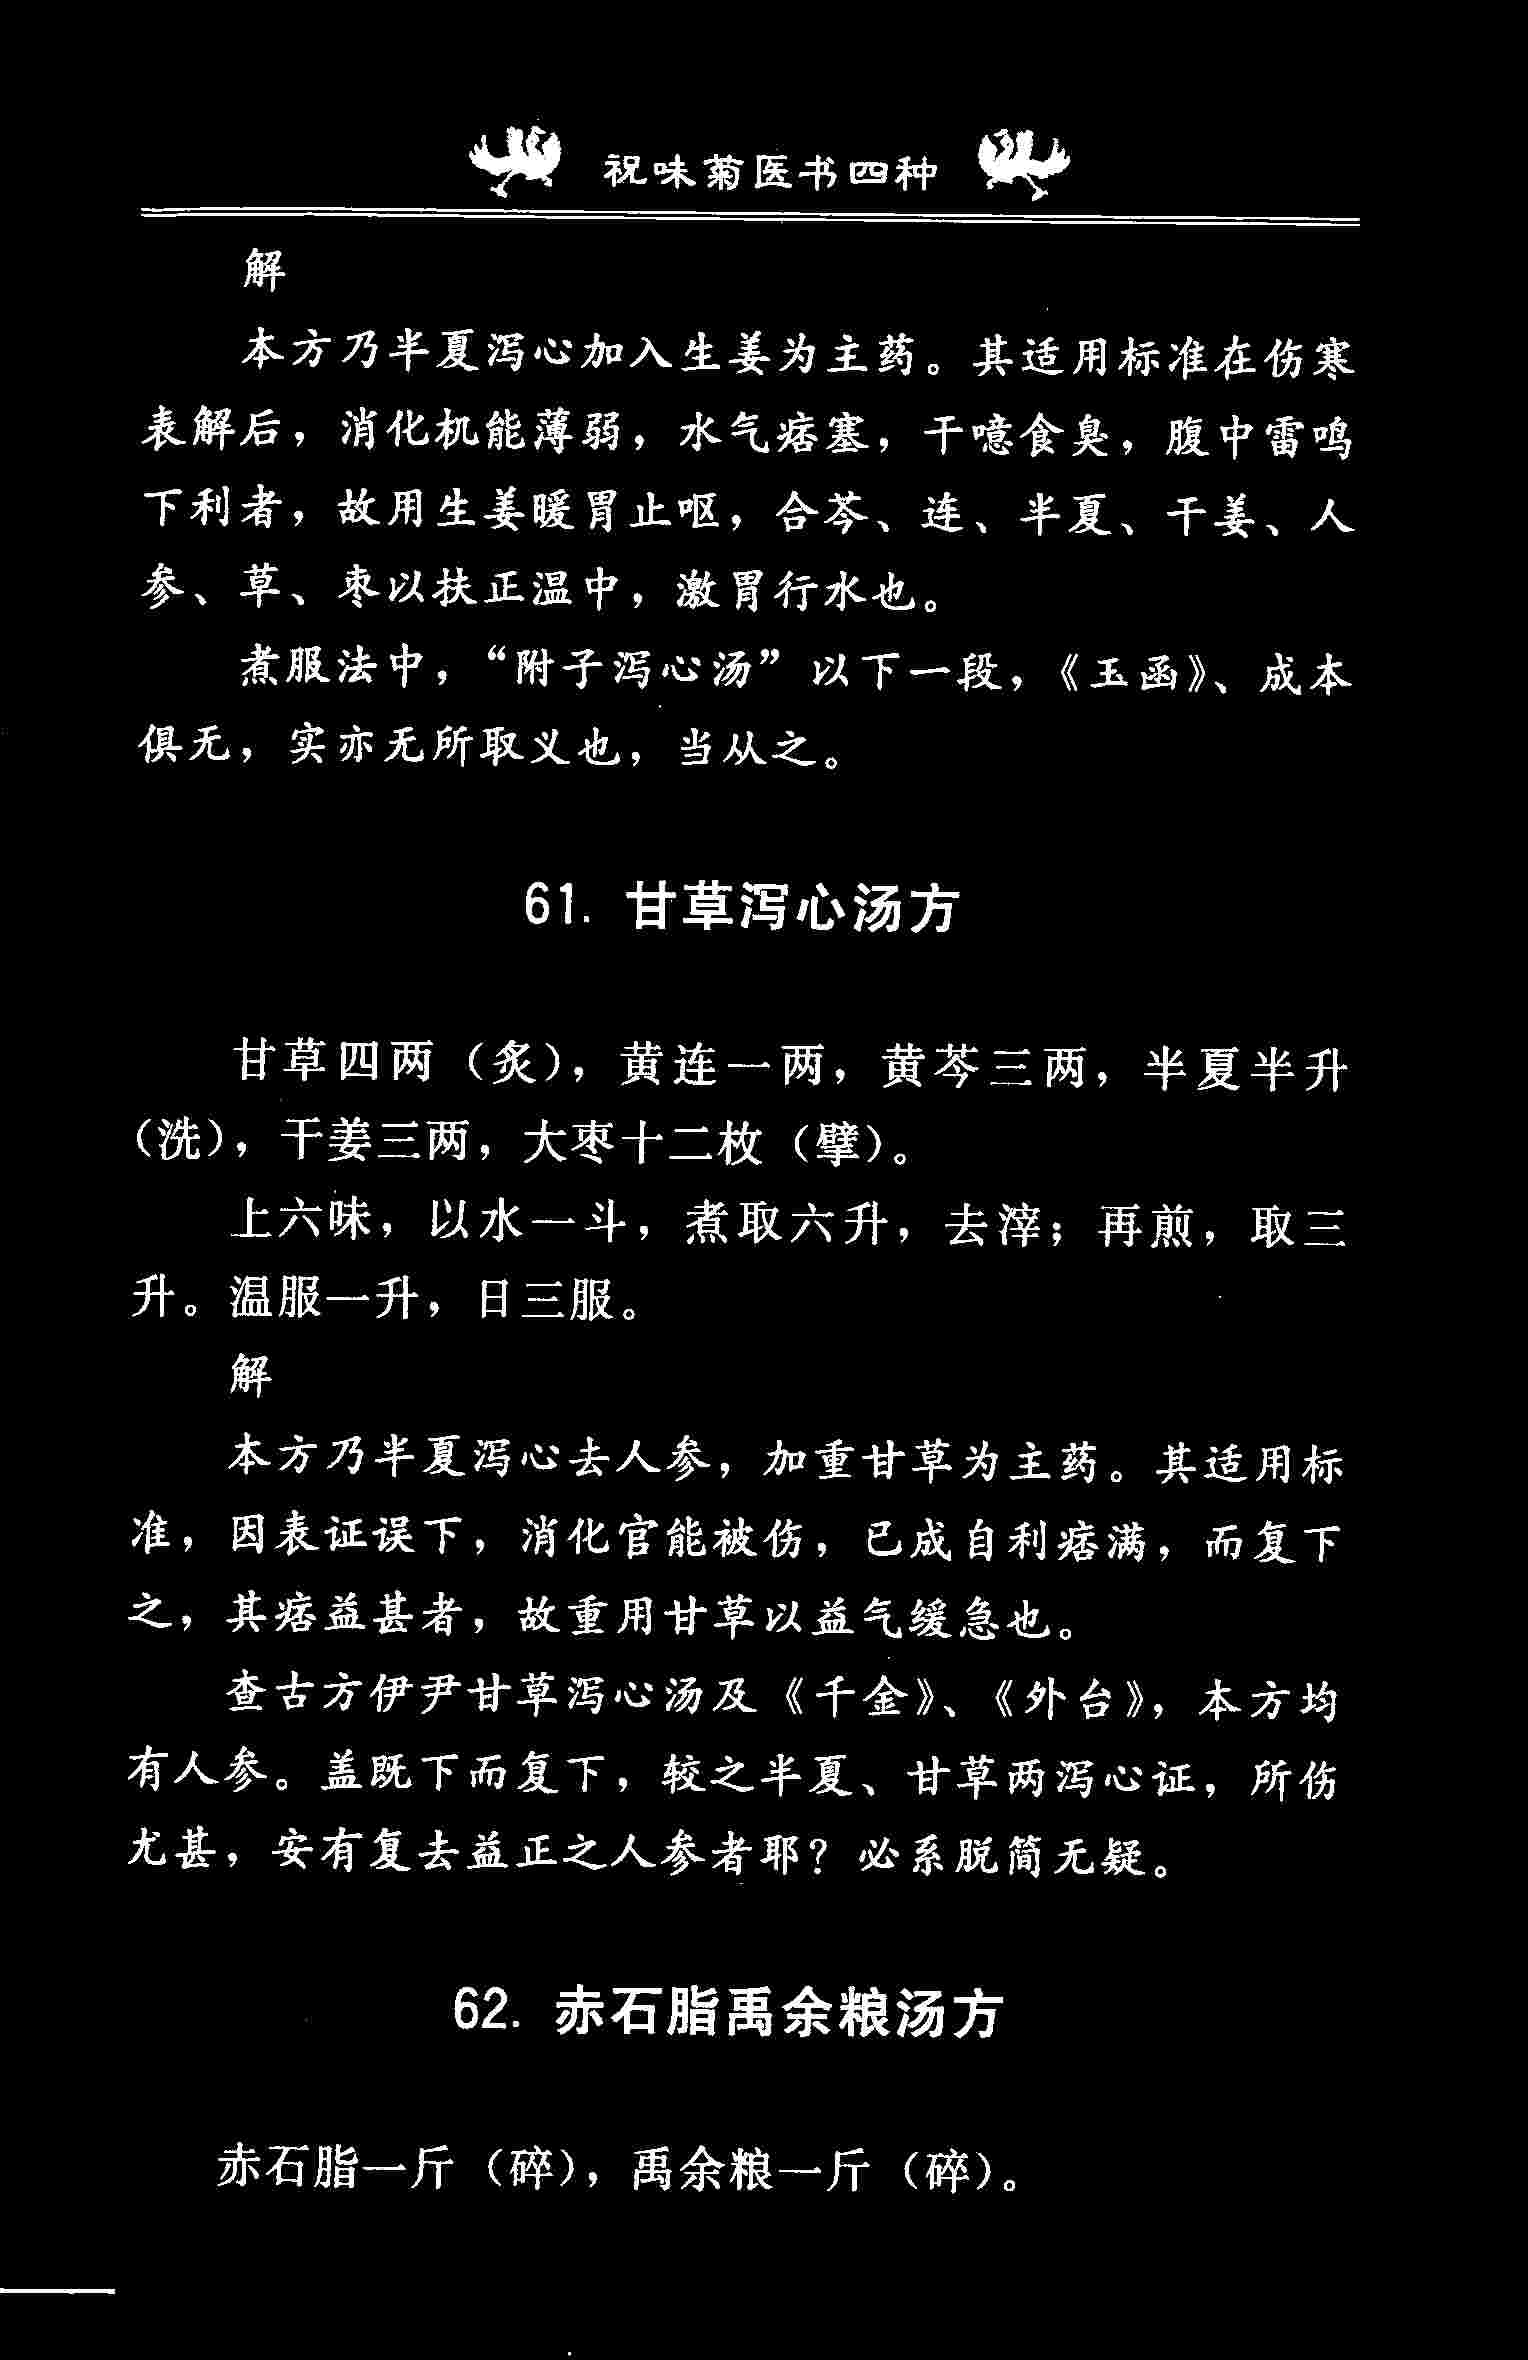 祝味菊医书四种
解
本方乃半夏泻心加入生姜为主药。其适用标准在伤寒
表解后，消化机能薄弱，水气痞塞，干噫食臭，腹中雷鸣
下利者，故用生姜暖胃止呕，合芩、连、半夏、干姜、人
参、草、枣以扶正温中，激胃行水也。
煮服法中，“附子泻心汤”以下一段，《玉函》、成本
俱无，实亦无所取义也，当从之。
61. 甘草泻心汤方
甘草四两（炙），黄连一两，黄芩三两，半夏半升
（洗），干姜三两，大枣十二枚（擘）。
上六味，以水一斗，煮取六升，去滓；再煎，取三
升。温服一升，日三服。
解
本方乃半夏泻心去人参，加重甘草为主药。其适用标
准，因表证误下，消化官能被伤，已成自利痞满，而复下
之，其痞益甚者，故重用甘草以益气缓急也。
查古方伊尹甘草泻心汤及《千金》、《外台》，本方均
有人参。盖既下而复下，较之半夏、甘草两泻心证，所伤
尤甚，安有复去益正之人参者耶？必系脱简无疑。
62. 赤石脂禹余粮汤方
赤石脂一斤（碎），禹余粮一斤（碎）。